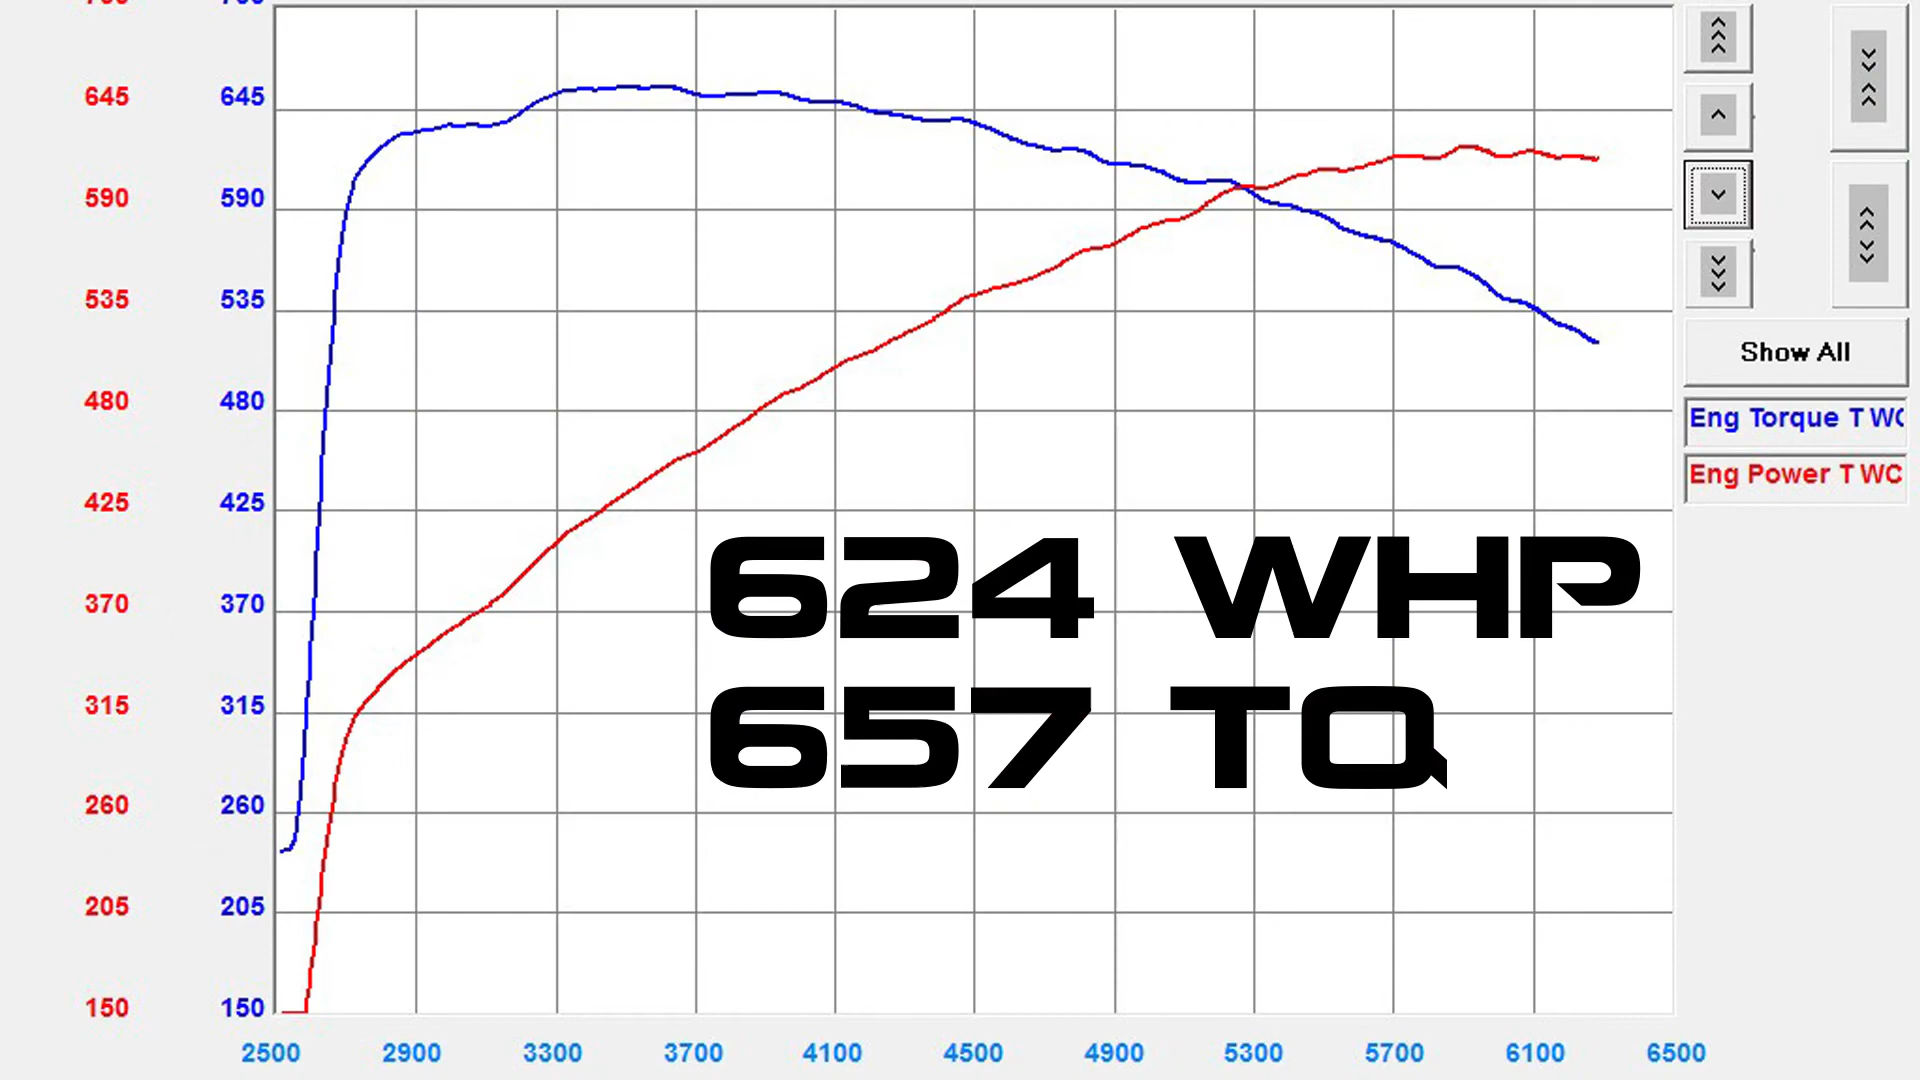 700 700
645 645
590 590
535 535
480 480
425 425
370 370
315 315
260 260
205 205
150 150
2500 2900 3300 3700 4100 4500 4900 5300 5700 6100 6500
624 WHP
657 TQ
Show All
Eng Torque T WC
Eng Power T WC